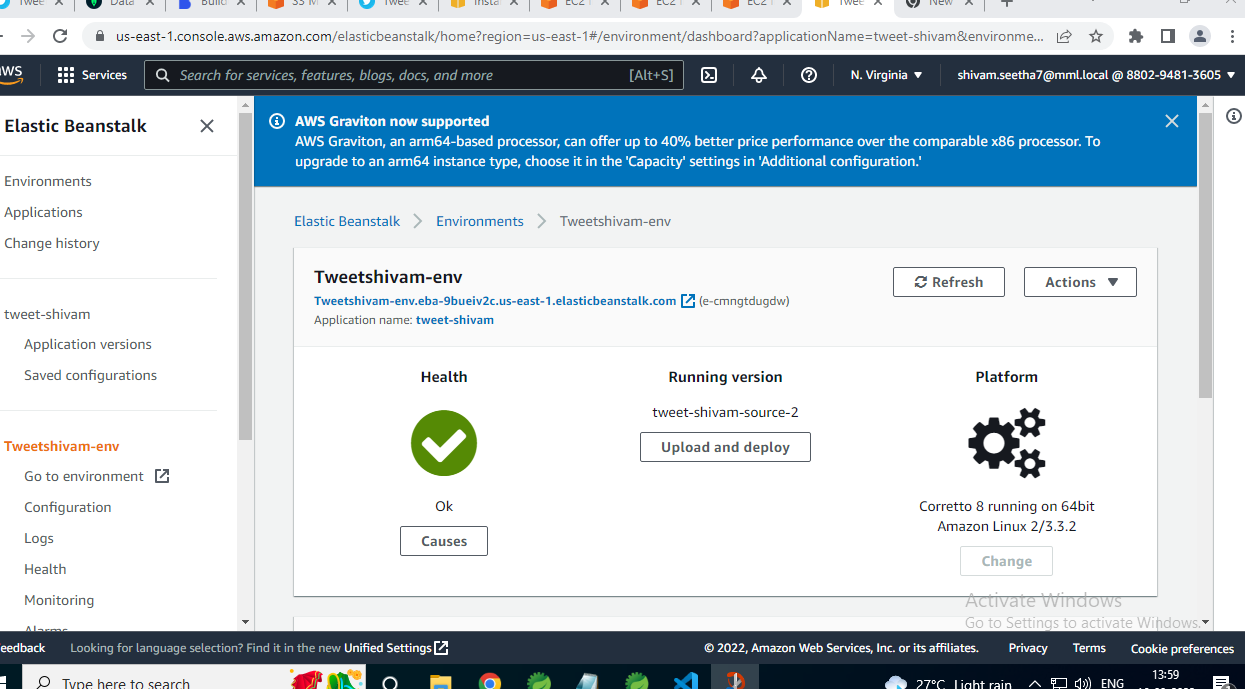 Twee
Data
Build
S3 M
Twee
Insta
EC2
EC2
EC2
Twee
New
us-east-1.console.aws.amazon.com/elasticbeanstalk/home?region=us-east-1#/environment/dashboard?applicationName=tweet-shivam&environme...
aws
Services
Search for services, features, blogs, docs, and more
[Alt+S]
N. Virginia
shivam.seetha7@mml.local @ 8802-9481-3605
Elastic Beanstalk
Environments
Applications
Change history
tweet-shivam
Application versions
Saved configurations
Tweetshivam-env
Go to environment
Configuration
Logs
Health
Monitoring
Alarms
AWS Graviton now supported
AWS Graviton, an arm64-based processor, can offer up to 40% better price performance over the comparable x86 processor. To
upgrade to an arm64 instance type, choose it in the 'Capacity' settings in 'Additional configuration.'
Elastic Beanstalk
Environments
Tweetshivam-env
Tweetshivam-env
Tweetshivam-env.eba-9bueiv2c.us-east-1.elasticbeanstalk.com (e-cmngtdugdw)
Application name: tweet-shivam
Refresh
Actions
Health
Ok
Causes
Running version
tweet-shivam-source-2
Upload and deploy
Platform
Corretto 8 running on 64bit
Amazon Linux 2/3.3.2
Change
Activate Windows
Go to Settings to activate Windows.
eedback
Looking for language selection? Find it in the new Unified Settings
© 2022, Amazon Web Services, Inc. or its affiliates.
Privacy
Terms
Cookie preferences
Type here to search
27°C Light rain
ENG
13:59